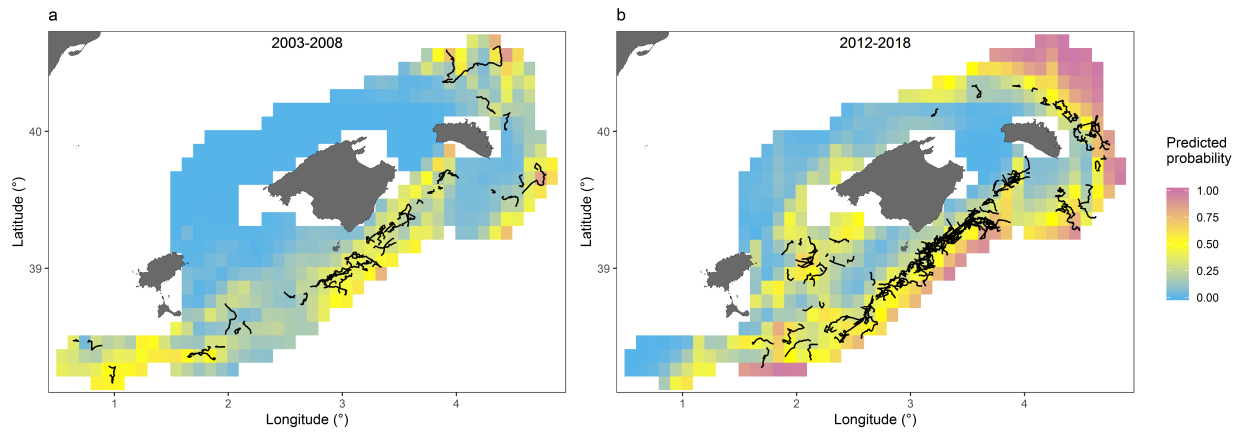 a
2003-2008
40
39
Latitude (°)
1
2
3
4
Longitude (°)
b
2012-2018
40
39
Latitude (°)
1
2
3
4
Longitude (°)
Predicted
probability
1.00
0.75
0.50
0.25
0.00